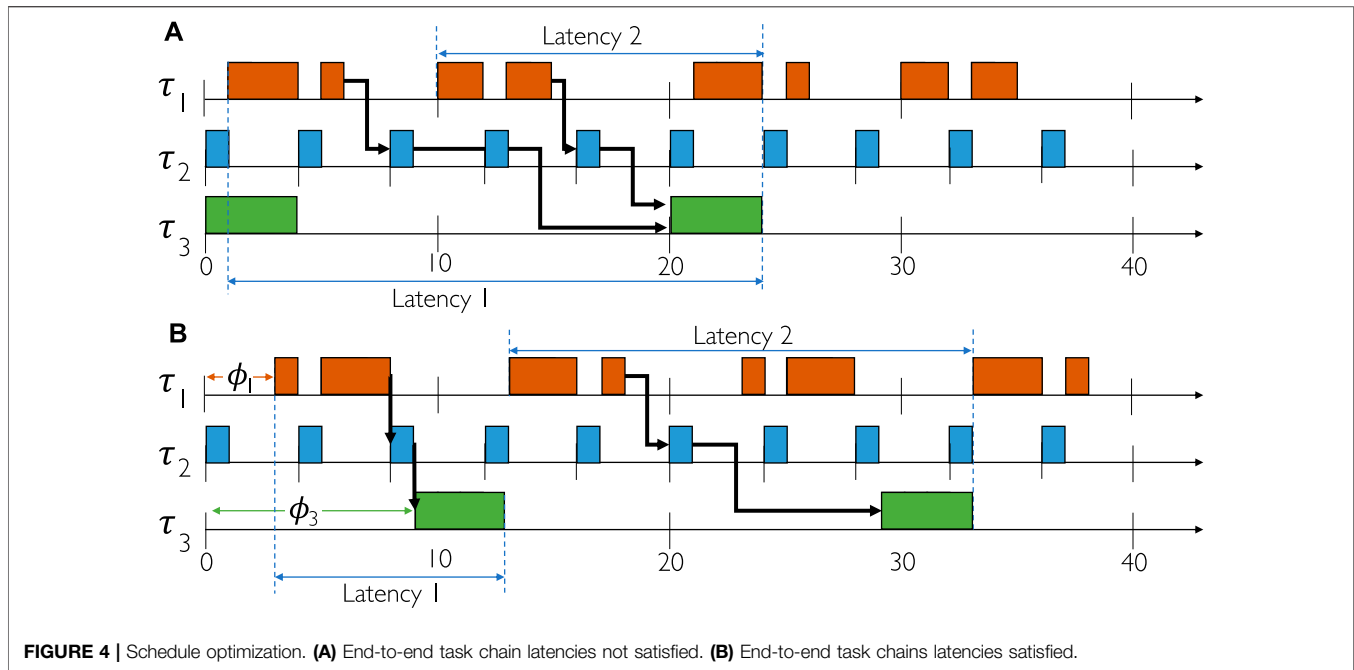 A
Latency 2
τ1
τ2
τ3
0 10 20 30 40
Latency 1
B
Latency 2
τ1 ϕ1
τ2
τ3 ϕ3
0 10 20 30 40
Latency 1
FIGURE 4 | Schedule optimization. (A) End-to-end task chain latencies not satisfied. (B) End-to-end task chains latencies satisfied.